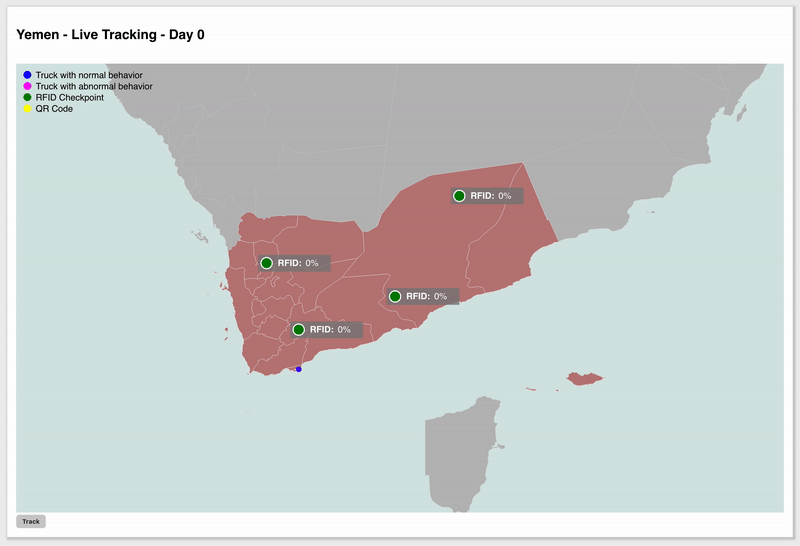 Yemen - Live Tracking - Day 0
Truck with normal behavior
Truck with abnormal behavior
RFID Checkpoint
QR Code
RFID: 0%
RFID: 0%
RFID: 0%
RFID: 0%
Track